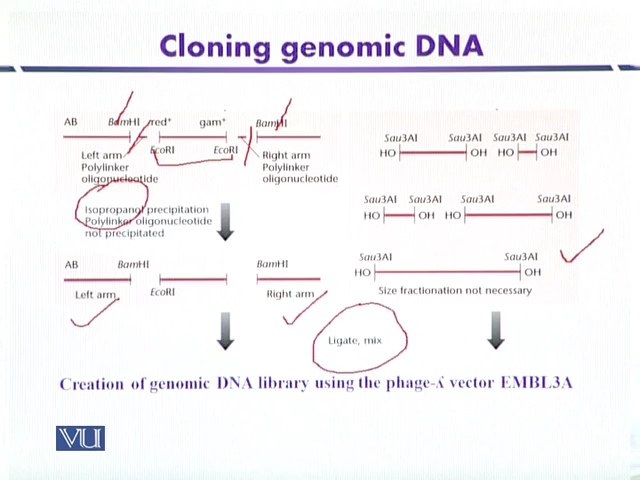 Cloning genomic DNA
AB BamHI red+ gam+ BamHI
EcoRI EcoRI
Left arm
Polylinker
oligonucleotide
Right arm
Polylinker
oligonucleotide
Isopropanol precipitation
Polylinker oligonucleotide
not precipitated
AB BamHI BamHI
EcoRI
Left arm Right arm
Sau3AI Sau3AI Sau3AI Sau3AI
HO OH HO OH
Sau3AI Sau3AI Sau3AI Sau3AI
HO OH HO OH
Sau3AI Sau3AI
HO OH
Size fractionation not necessary
Ligate, mix
Creation of genomic DNA library using the phage-λ vector EMBL3A
VU